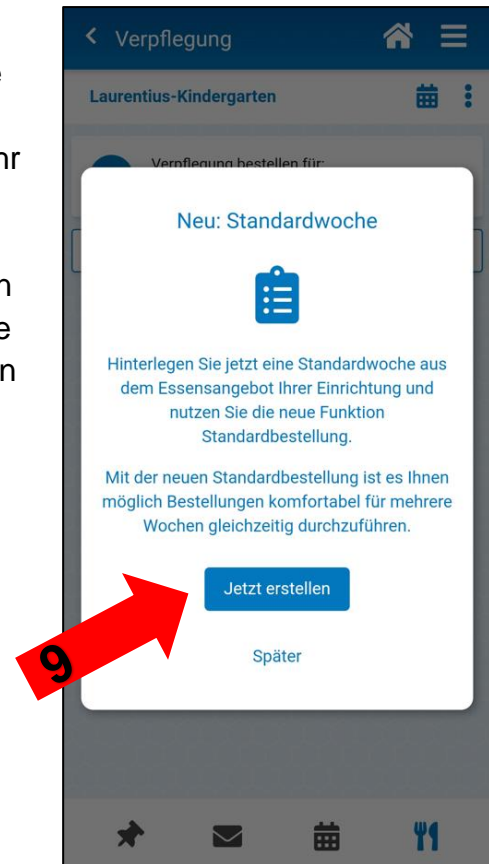 Verpflegung
Laurentius-Kindergarten
Verpflegung bestellen für:
Neu: Standardwoche
Hinterlegen Sie jetzt eine Standardwoche aus
dem Essensangebot Ihrer Einrichtung und
nutzen Sie die neue Funktion
Standardbestellung.
Mit der neuen Standardbestellung ist es Ihnen
möglich Bestellungen komfortabel für mehrere
Wochen gleichzeitig durchzuführen.
Jetzt erstellen
9
Später